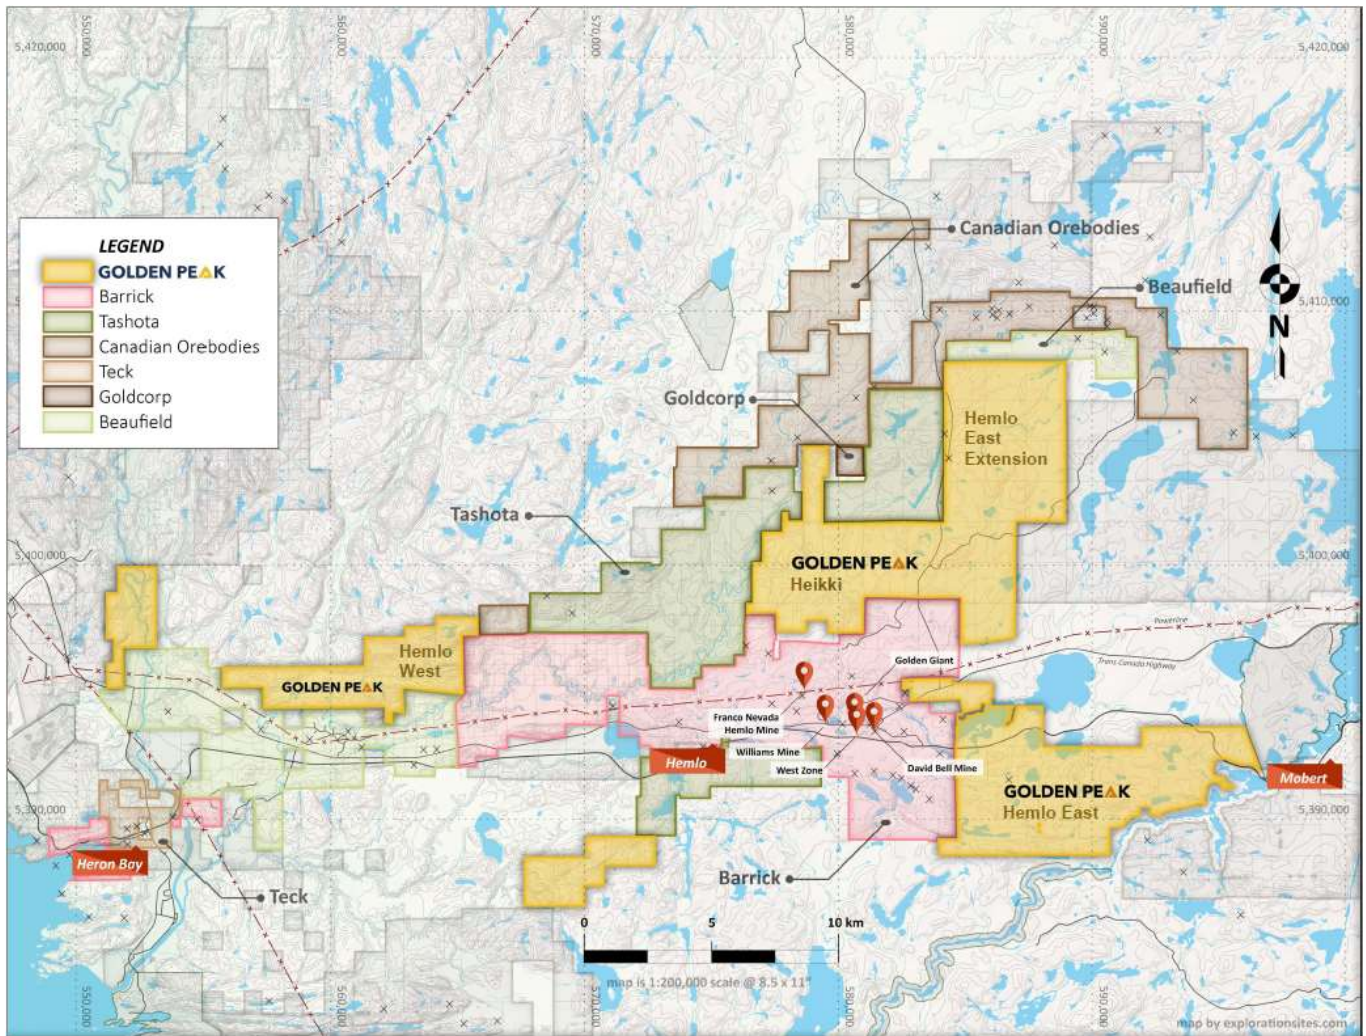 550,000
560,000
570,000
580,000
590,000
5,420,000
5,420,000
LEGEND
GOLDEN PEAK
Barrick
Tashota
Canadian Orebodies
Teck
Goldcorp
Beaufield
Canadian Orebodies
Beaufield
5,410,000
N
Goldcorp
Hemlo
East
Extension
Tashota
5,400,000
5,400,000
GOLDEN PEAK
Heikki
Powerline
Trans Canada Highway
Hemlo
West
GOLDEN PEAK
Golden Giant
Franco Nevada
Hemlo Mine
Williams Mine
West Zone
David Bell Mine
Hemlo
Mobert
GOLDEN PEAK
Hemlo East
5,390,000
5,390,000
Heron Bay
Barrick
Teck
0
5
10 km
map is 1:200,000 scale @ 8.5 x 11"
550,000
560,000
570,000
580,000
590,000
map by explorationsites.com